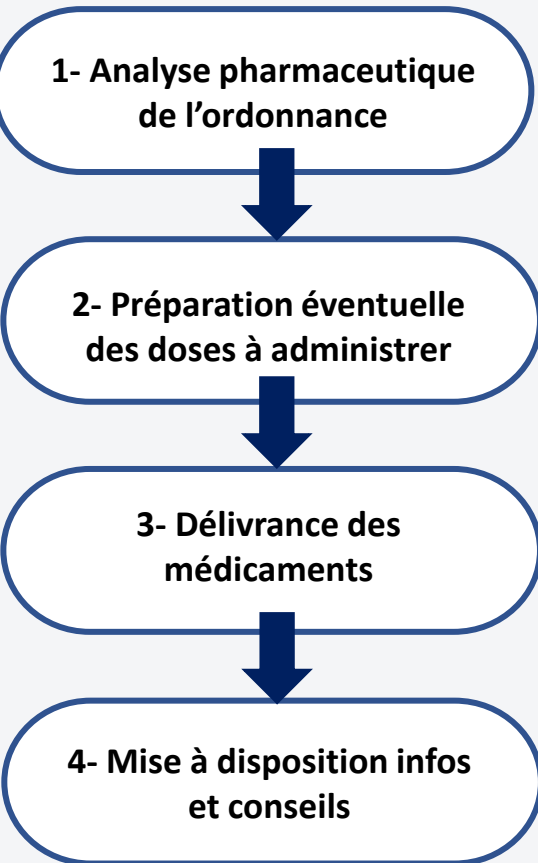 1- Analyse pharmaceutique
de l’ordonnance
2- Préparation éventuelle
des doses à administrer
3- Délivrance des
médicaments
4- Mise à disposition infos
et conseils